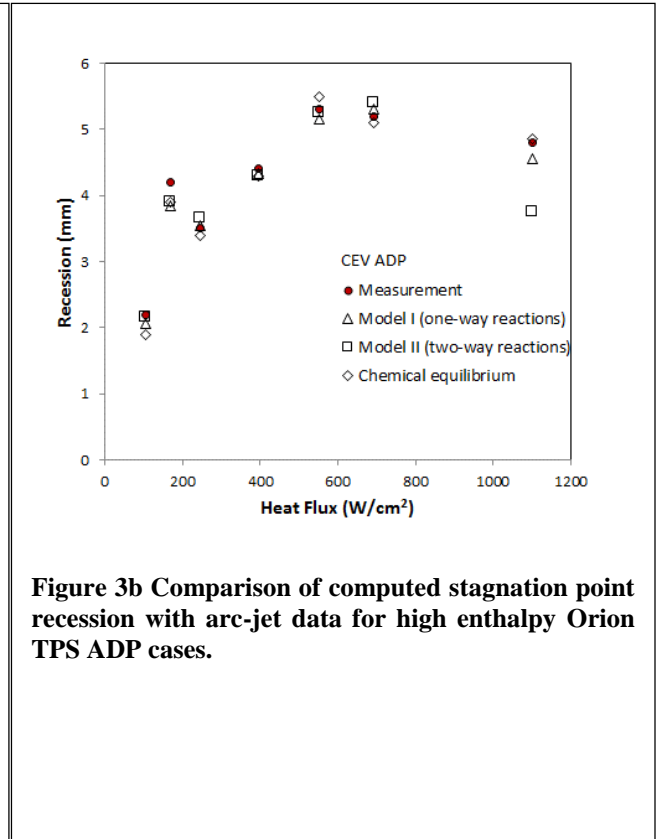 6
5
4
3
2
1
0
Recession (mm)
CEV ADP
Measurement
Model I (one-way reactions)
Model II (two-way reactions)
Chemical equilibrium
0 200 400 600 800 1000 1200
Heat Flux (W/cm²)
Figure 3b Comparison of computed stagnation point
recession with arc-jet data for high enthalpy Orion
TPS ADP cases.